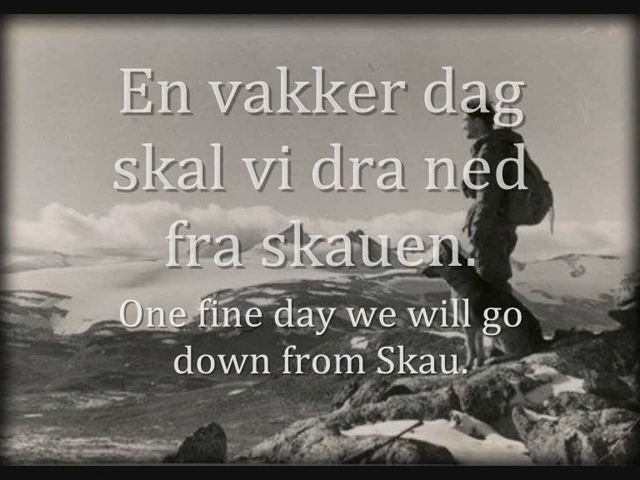 En vakker dag
skal vi dra ned
fra skauen.
One fine day we will go
down from Skau.